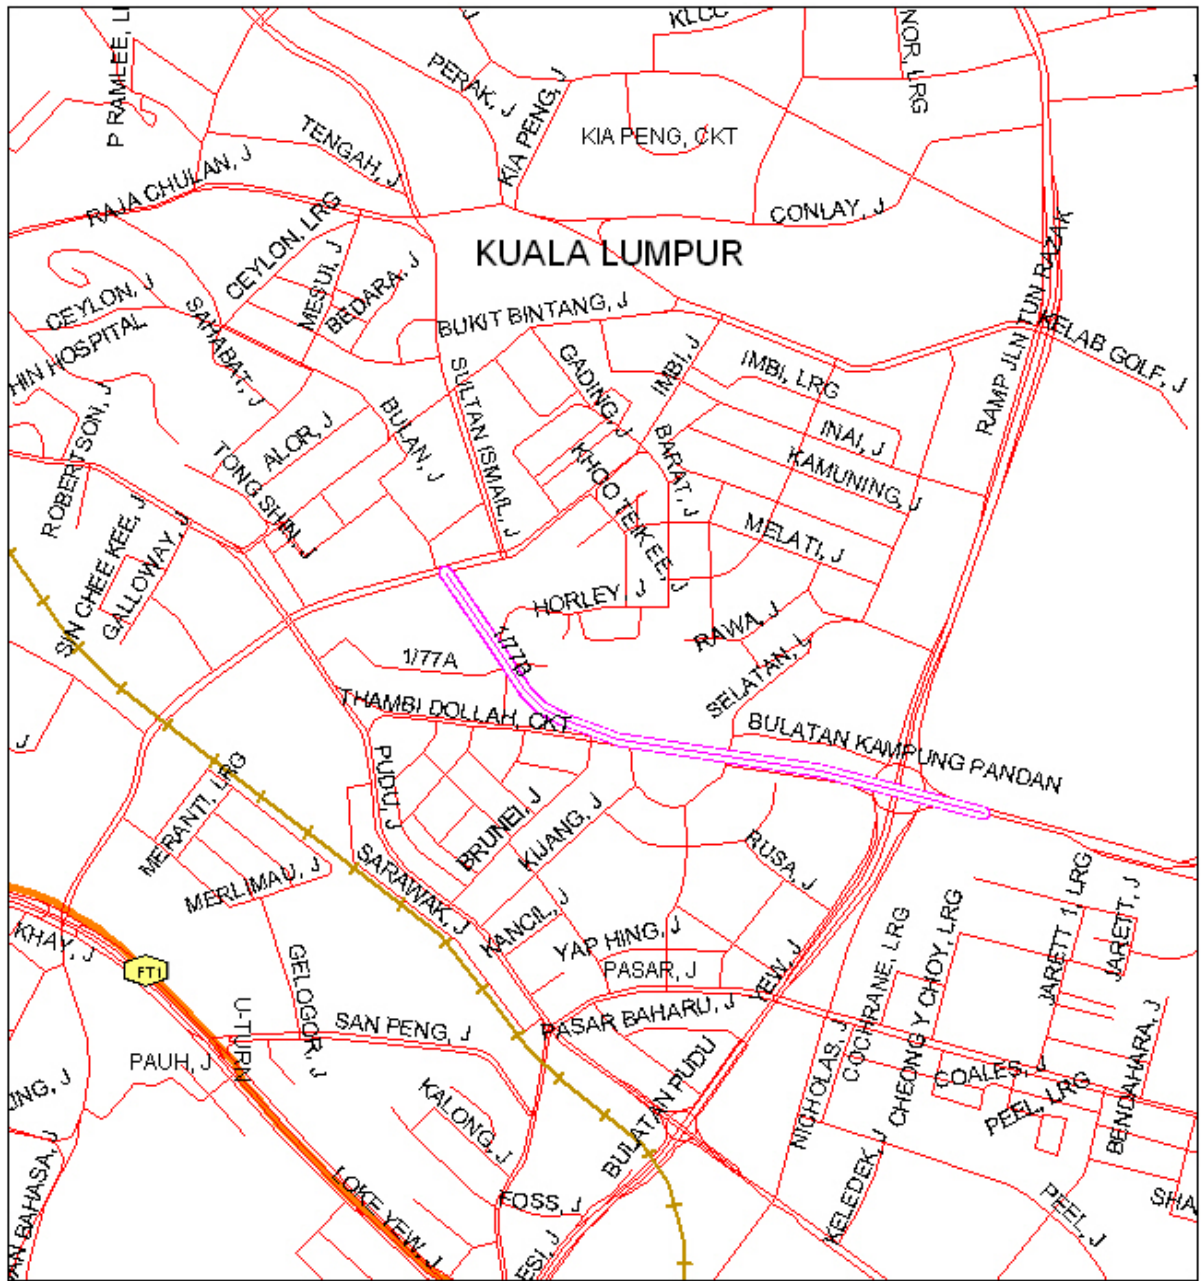 P RAMLEE, L
KLCC
NOR, LRG
PERAK, J
KIA PENG, J
KIA PENG, CKT
TENGAH, J
RAJA CHULAN, J
CONLAY, J
CEYLON, LRG
KUALA LUMPUR
RAMP JLN TUN RAZAK
MESUI, J
BEDARA, J
CEYLON, J
BUKIT BINTANG, J
SAHABAT, J
HIN HOSPITAL
KELAB GOLF, J
GADING, J
IMBI, J
IMBI, LRG
SULTAN ISMAIL, J
BULAN, J
ROBERTSON, J
ALOR, J
INAI, J
BARAT, J
KAMUNING, J
TONG SHIN, J
KHOO TEIK EE, J
MELATI, J
SIN CHEE KEE, J
GALLOWAY, J
HORLEY, J
RAWA, J
1/77A
1/77B
SELATAN, J
THAMBI DOLLAH, CKT
BULATAN KAMPUNG PANDAN
J
PUDU, J
MERANTI, LRG
BRUNEI, J
KIJANG, J
RUSA, J
MERLIMAU, J
SARAWAK, J
KANCIL, J
YAP HING, J
PASAR, J
YEW, J
KHAY, J
FT1
GELOGOR, J
COCHRANE, LRG
CHEONG Y CHOY, LRG
JARETT 1, LRG
JARETT, J
U-TURN
SAN PENG, J
PASAR BAHARU, J
PAUH, J
NICHOLAS, J
COALES, J
PEEL, LRG
BENDAHARA, J
JNG, J
KALONG, J
BULATAN PUDU
AN BAHASA, J
LOKE YEW, J
FOSS, J
ESI, J
KELEDEK, J
PEEL, J
SHA